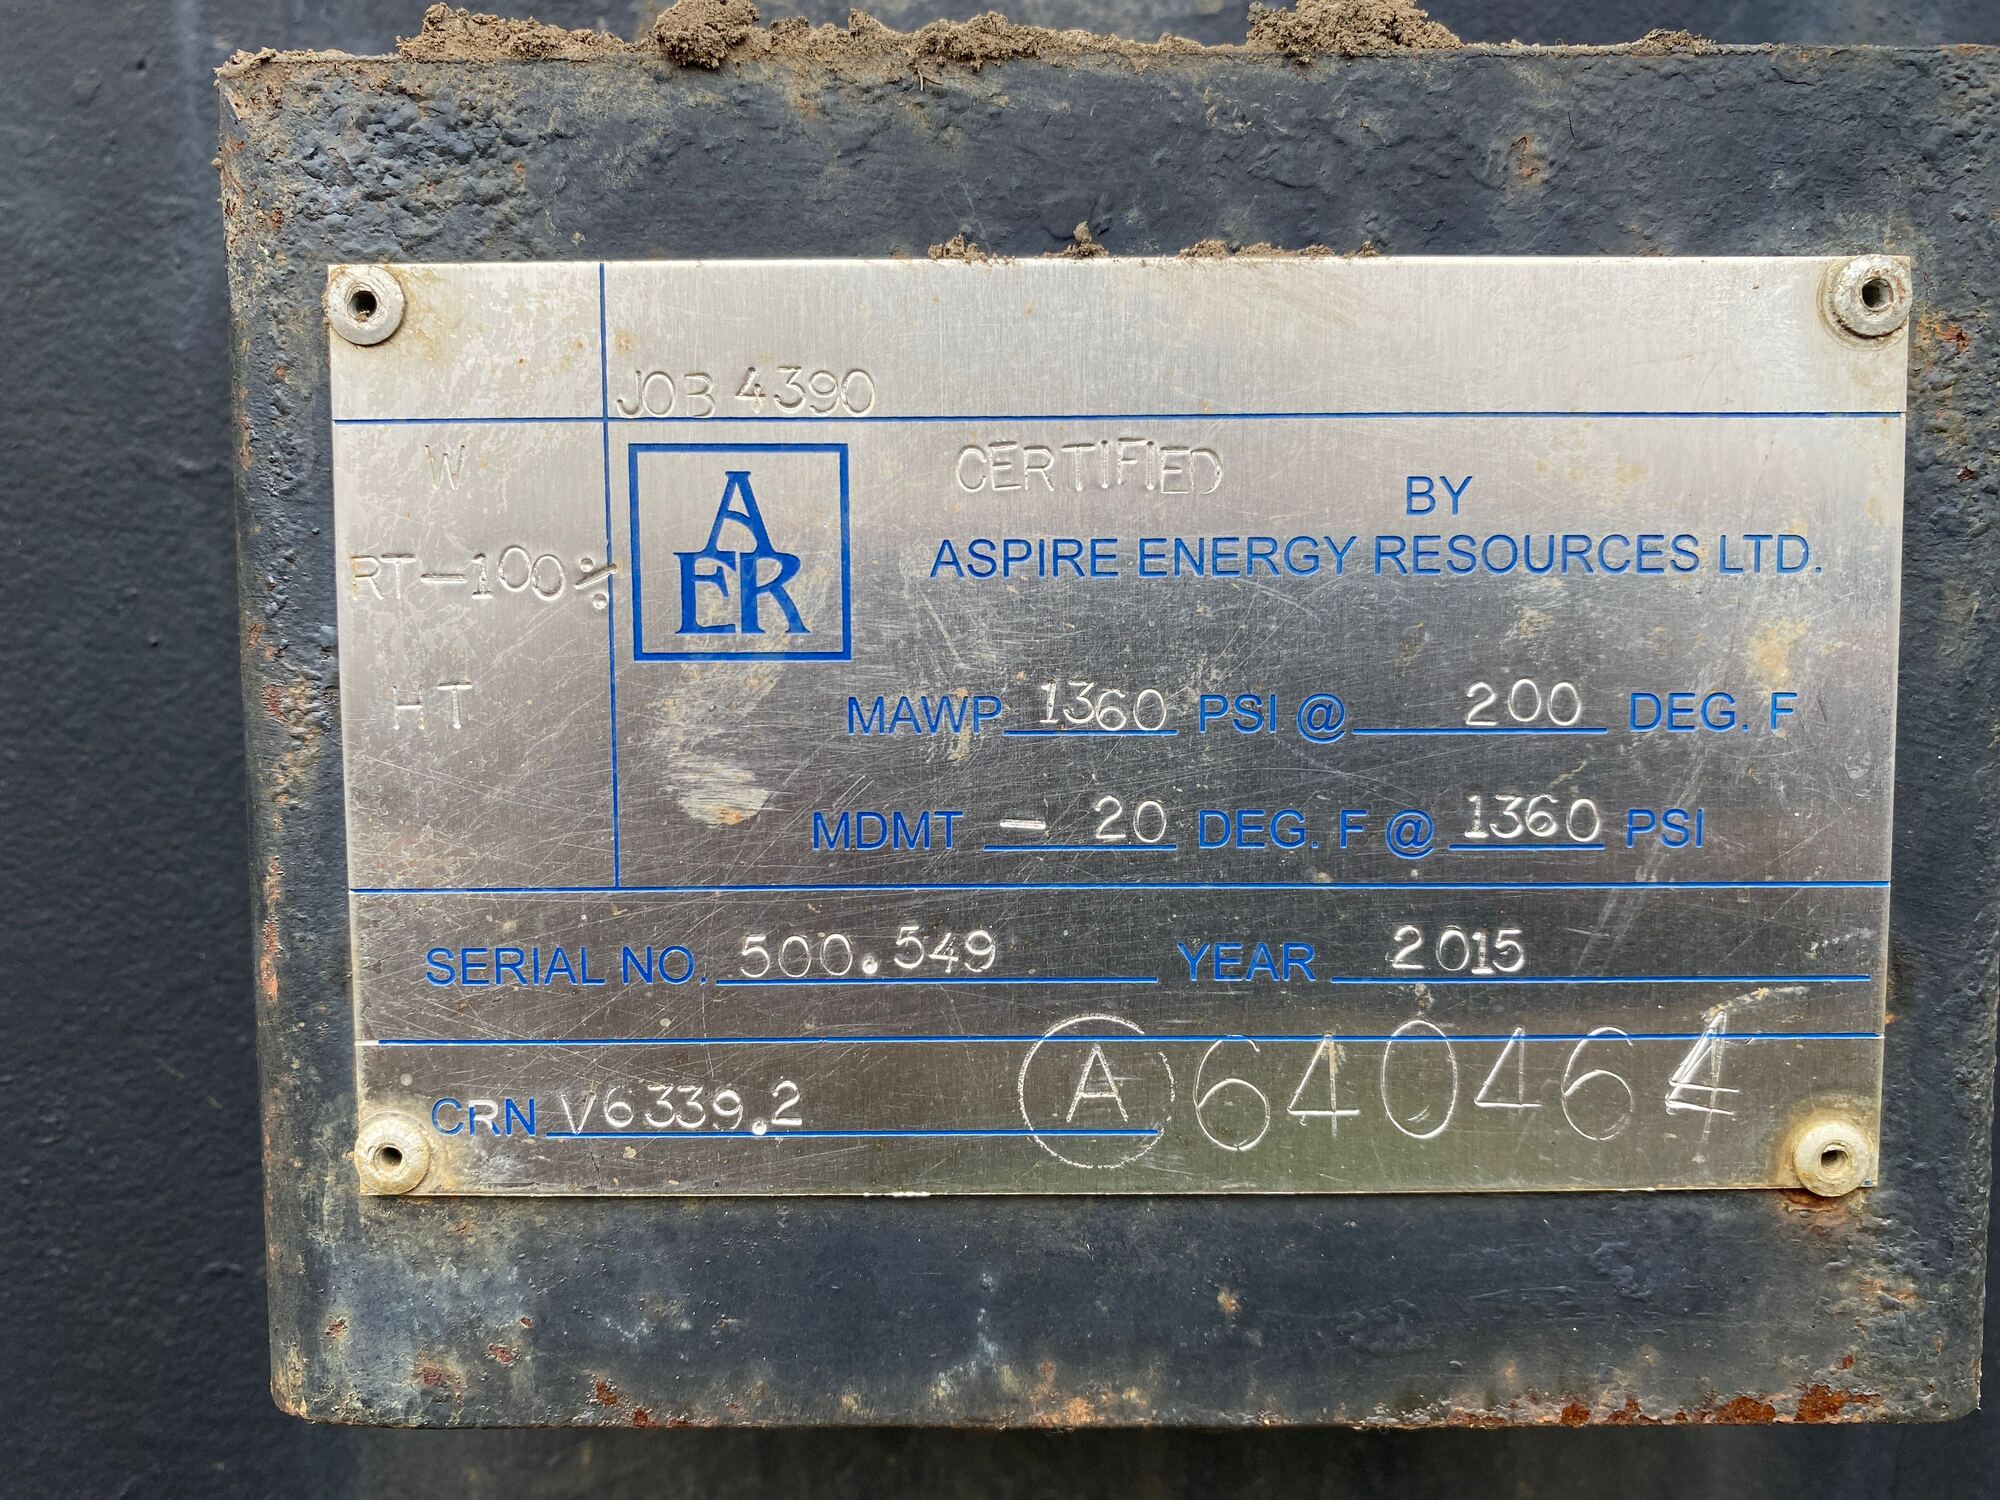 JOB 4390
W
CERTIFIED BY
RT-100%
A
ER
ASPIRE ENERGY RESOURCES LTD.
HT
MAWP 1360 PSI @ 200 DEG. F
MDMT - 20 DEG. F @ 1360 PSI
SERIAL NO. 500.549 YEAR 2015
CRN V6339.2 A 640464